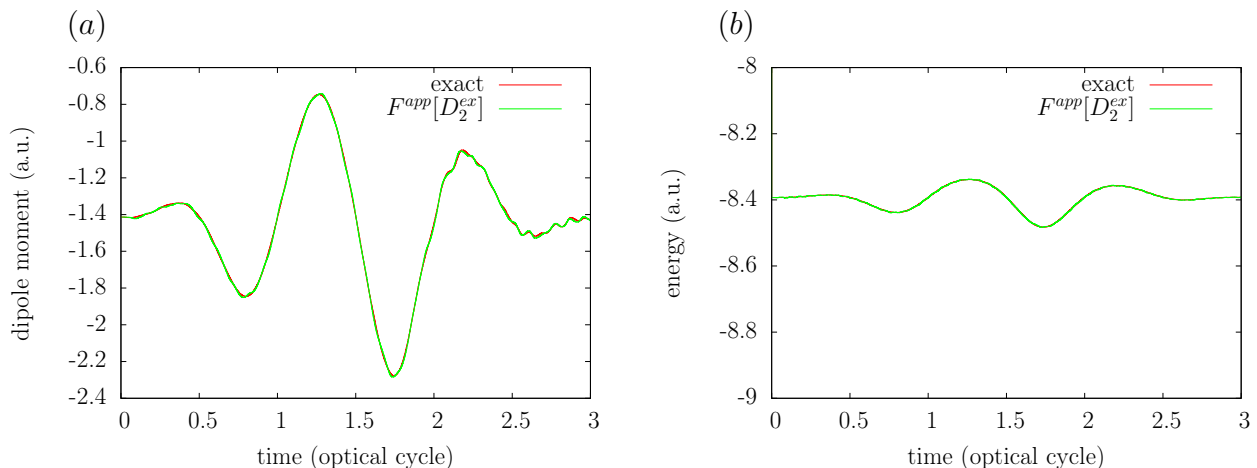 (a)
dipole moment (a.u.)
-0.6
-0.8
-1
-1.2
-1.4
-1.6
-1.8
-2
-2.2
-2.4
0 0.5 1 1.5 2 2.5 3
time (optical cycle)
exact
F^{app}[D_2^{ex}]
(b)
energy (a.u.)
-8
-8.2
-8.4
-8.6
-8.8
-9
0 0.5 1 1.5 2 2.5 3
time (optical cycle)
exact
F^{app}[D_2^{ex}]